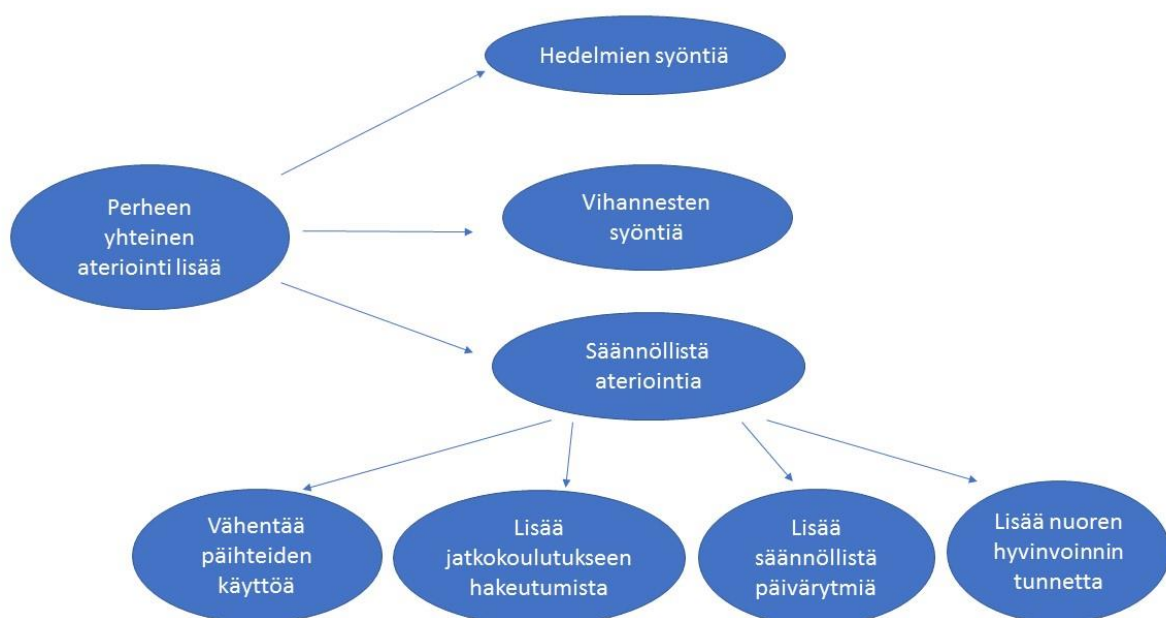 Hedelmien syöntiä
Perheen
yhteinen
ateriointi lisää
Vihannesten
syöntiä
Säännöllistä
ateriointia
Vähentää
päihteiden
käyttöä
Lisää
jatkokoulutukseen
hakeutumista
Lisää
säännöllistä
päivärytmiä
Lisää nuoren
hyvinvoinnin
tunnetta